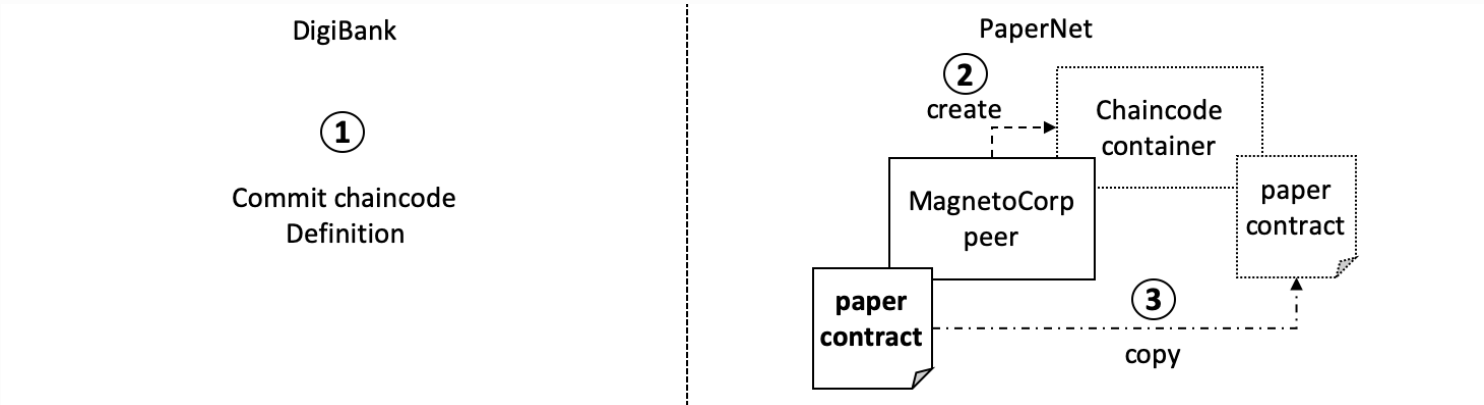 DigiBank
1
Commit chaincode
Definition
PaperNet
2
create
Chaincode
container
MagnetoCorp
peer
paper
contract
paper
contract
3
copy